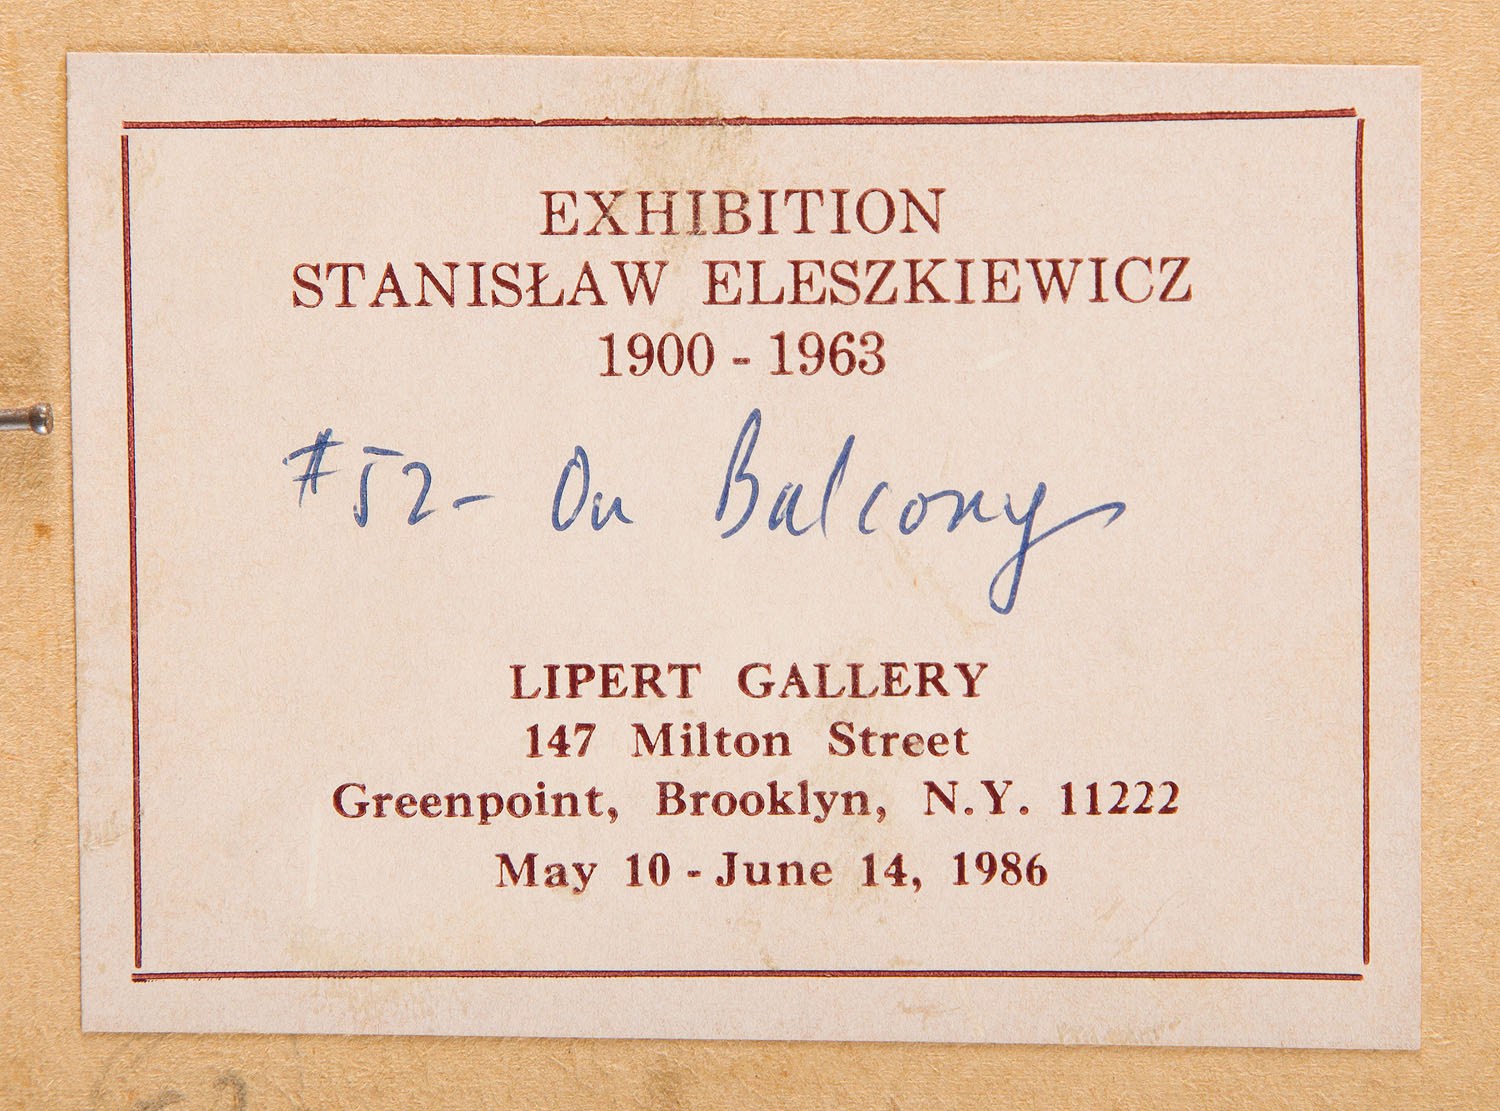 EXHIBITION
STANISŁAW ELESZKIEWICZ
1900 - 1963
#52 - On Balcony
LIPERT GALLERY
147 Milton Street
Greenpoint, Brooklyn, N.Y. 11222
May 10 - June 14, 1986